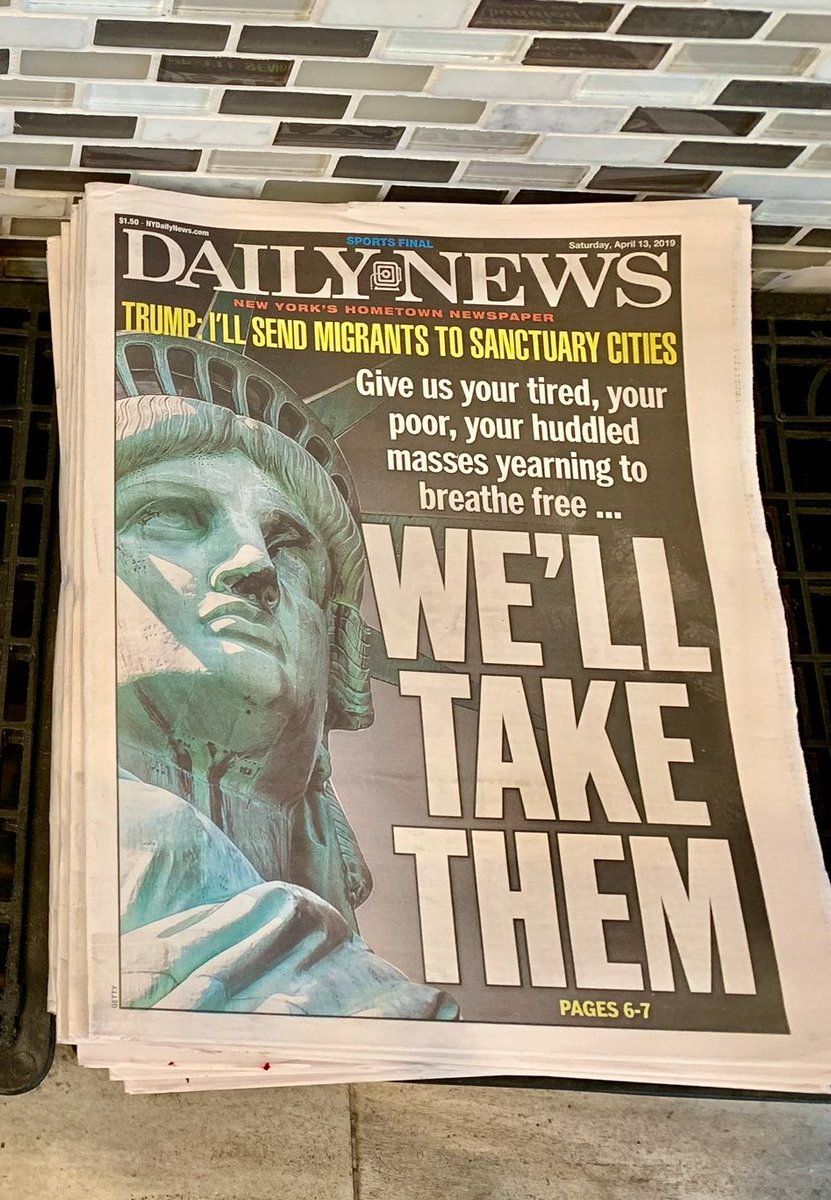 $1.50 - NYDailyNews.com
SPORTS FINAL
Saturday, April 13, 2019
DAILY NEWS
NEW YORK'S HOMETOWN NEWSPAPER
TRUMP: I'LL SEND MIGRANTS TO SANCTUARY CITIES
Give us your tired, your
poor, your huddled
masses yearning to
breathe free ...
WE'LL
TAKE
THEM
PAGES 6-7
GETTY